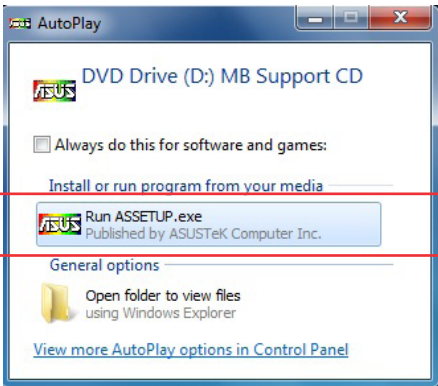 AutoPlay
DVD Drive (D:) MB Support CD
ASUS
Always do this for software and games:
Install or run program from your media
ASUS
Run ASSETUP.exe
Published by ASUSTeK Computer Inc.
General options
Open folder to view files
using Windows Explorer
View more AutoPlay options in Control Panel